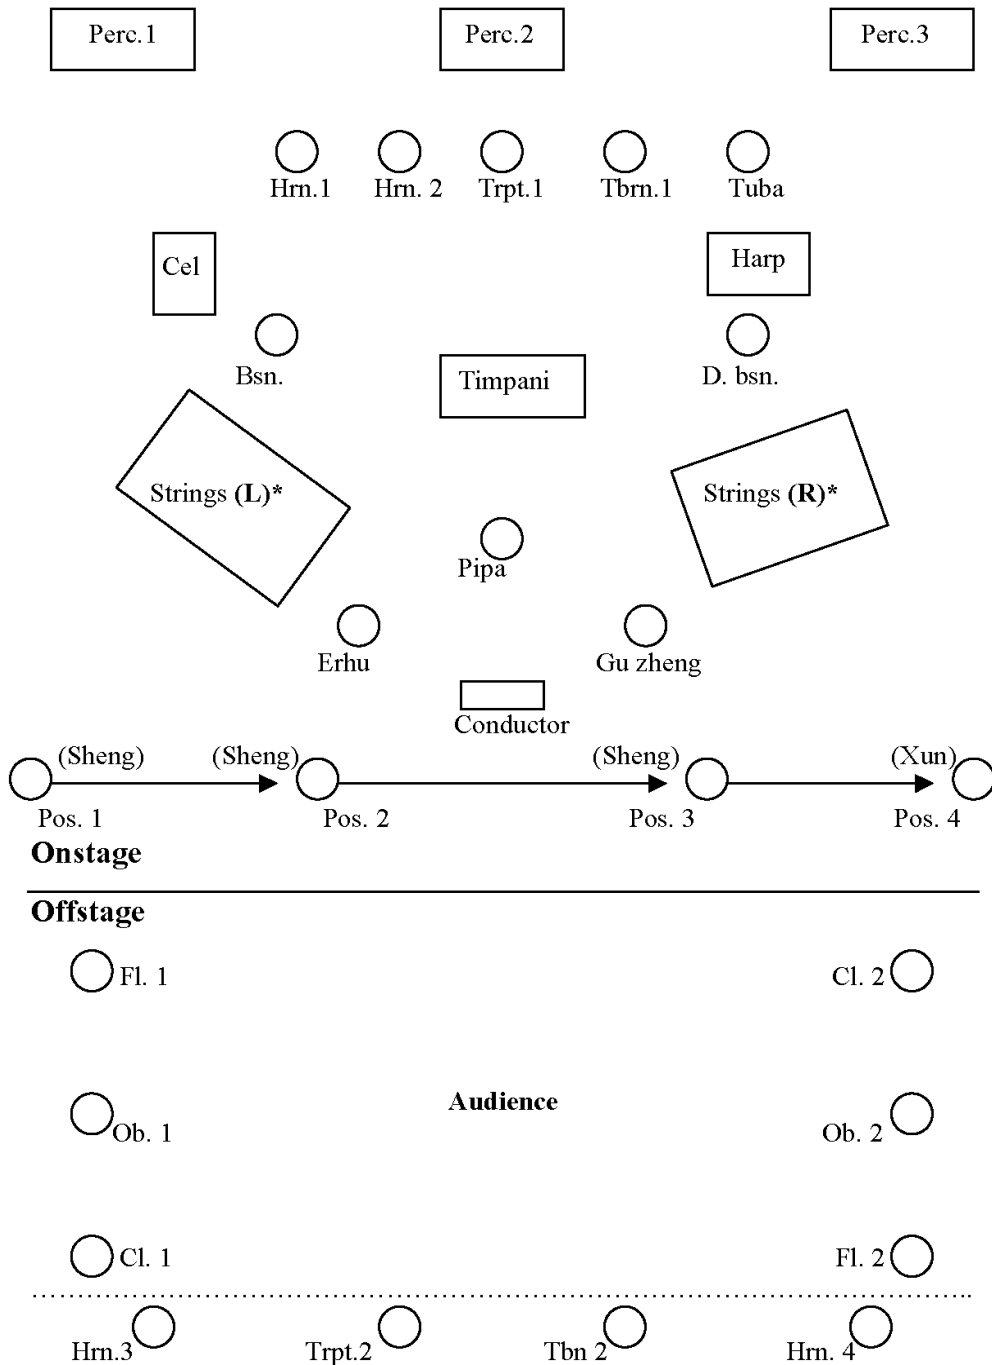 Perc.1 Perc.2 Perc.3
Hrn.1 Hrn. 2 Trpt.1 Tbrn.1 Tuba
Cel Harp
Bsn. Timpani D. bsn.
Strings (L)* Strings (R)*
Pipa
Erhu Gu zheng
Conductor
(Sheng) (Sheng) (Sheng) (Xun)
Pos. 1 Pos. 2 Pos. 3 Pos. 4
Onstage
Offstage
Fl. 1 Cl. 2
Audience
Ob. 1 Ob. 2
Cl. 1 Fl. 2
Hrn.3 Trpt.2 Tbn 2 Hrn. 4